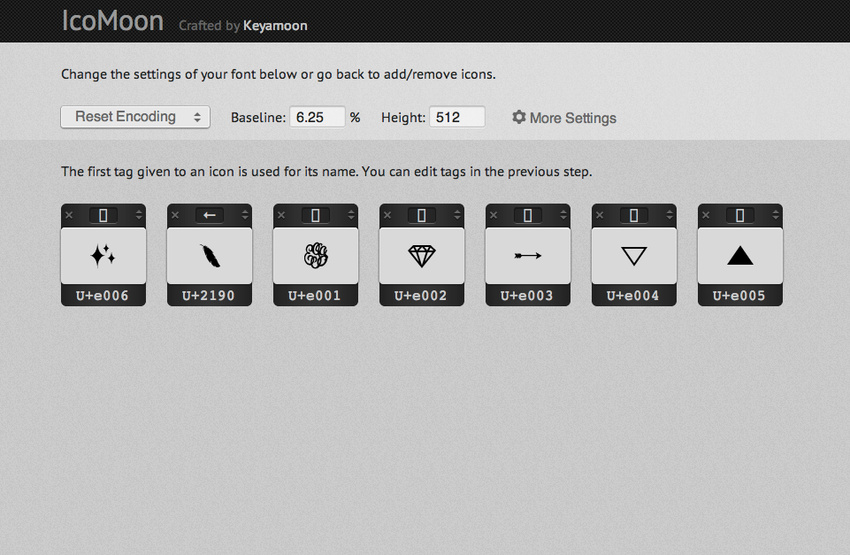 IcoMoon Crafted by Keyamoon
Change the settings of your font below or go back to add/remove icons.
Reset Encoding Baseline: 6.25 % Height: 512 More Settings
The first tag given to an icon is used for its name. You can edit tags in the previous step.
U+e006 U+2190 U+e001 U+e002 U+e003 U+e004 U+e005